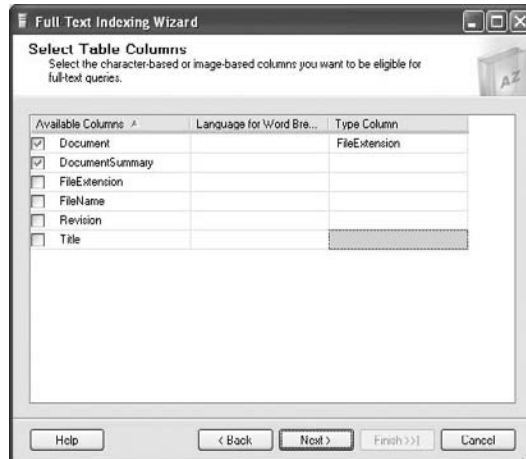 Full Text Indexing Wizard
Select Table Columns
Select the character-based or image-based columns you want to be eligible for
full-text queries.
AZ
Available Columns Language for Word Bre... Type Column
Document FileExtension
DocumentSummary
FileExtension
FileName
Revision
Title
Help < Back Next > Finish >>| Cancel